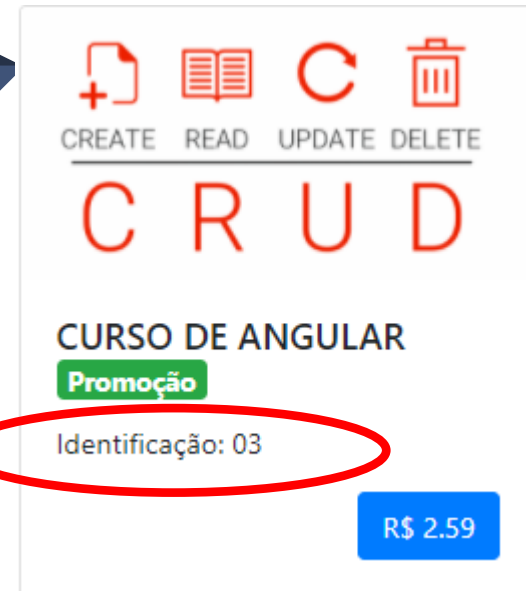 CREATE READ UPDATE DELETE
C R U D
CURSO DE ANGULAR
Promoção
Identificação: 03
R$ 2.59